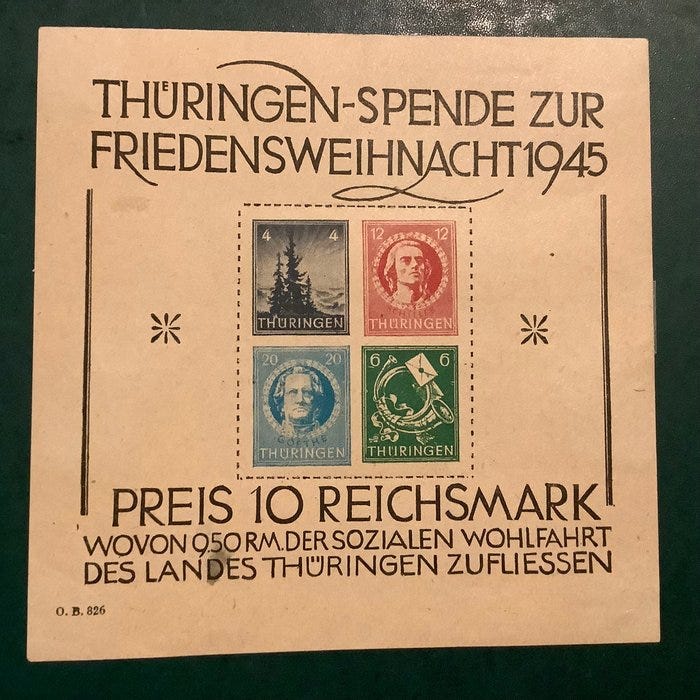 THÜRINGEN-SPENDE ZUR
FRIEDENSWEIHNACHT 1945
4 4
THÜRINGEN
12 12
THÜRINGEN
20 20
GOETHE
THÜRINGEN
6 6
THÜRINGEN
PREIS 10 REICHSMARK
WOVON 9.50 RM. DER SOZIALEN WOHLFAHRT
DES LANDES THÜRINGEN ZUFLIESSEN
O. B. 826